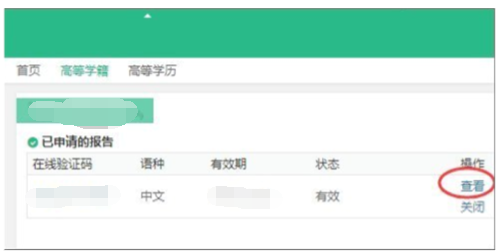 首页 高等学籍 高等学历
已申请的报告
在线验证码 语种 有效期 状态 操作
中文 有效 查看
关闭